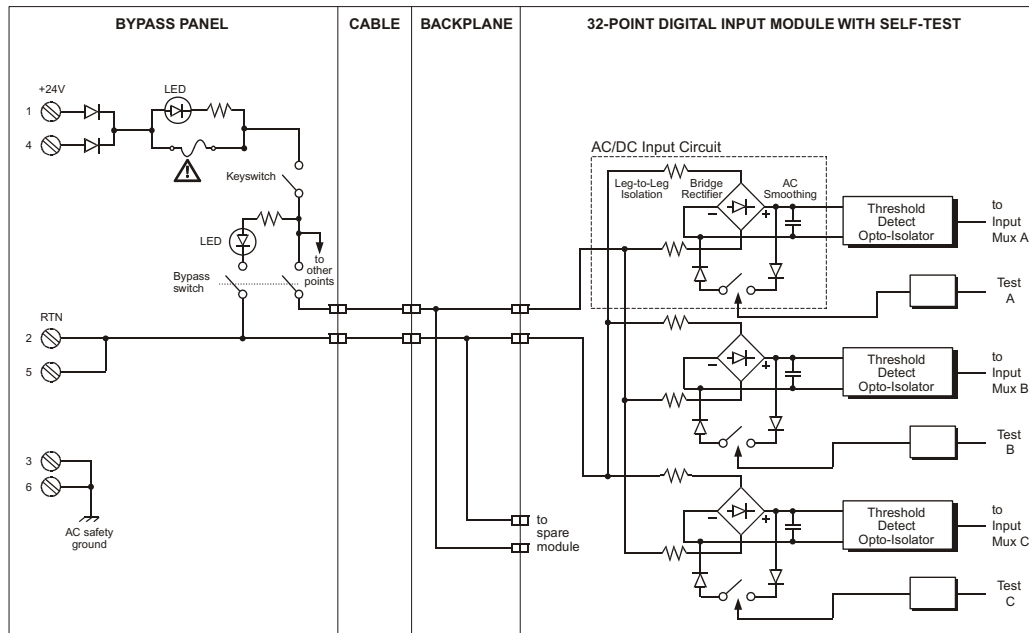 BYPASS PANEL
CABLE
BACKPLANE
32-POINT DIGITAL INPUT MODULE WITH SELF-TEST
+24V
1
4
LED
Keyswitch
LED
to
other
points
Bypass
switch
RTN
2
5
3
6
AC safety
ground
to
spare
module
AC/DC Input Circuit
Leg-to-Leg
Isolation
Bridge
Rectifier
AC
Smoothing
– +
Threshold
Detect
Opto-Isolator
to
Input
Mux A
Test
A
– +
Threshold
Detect
Opto-Isolator
to
Input
Mux B
Test
B
– +
Threshold
Detect
Opto-Isolator
to
Input
Mux C
Test
C